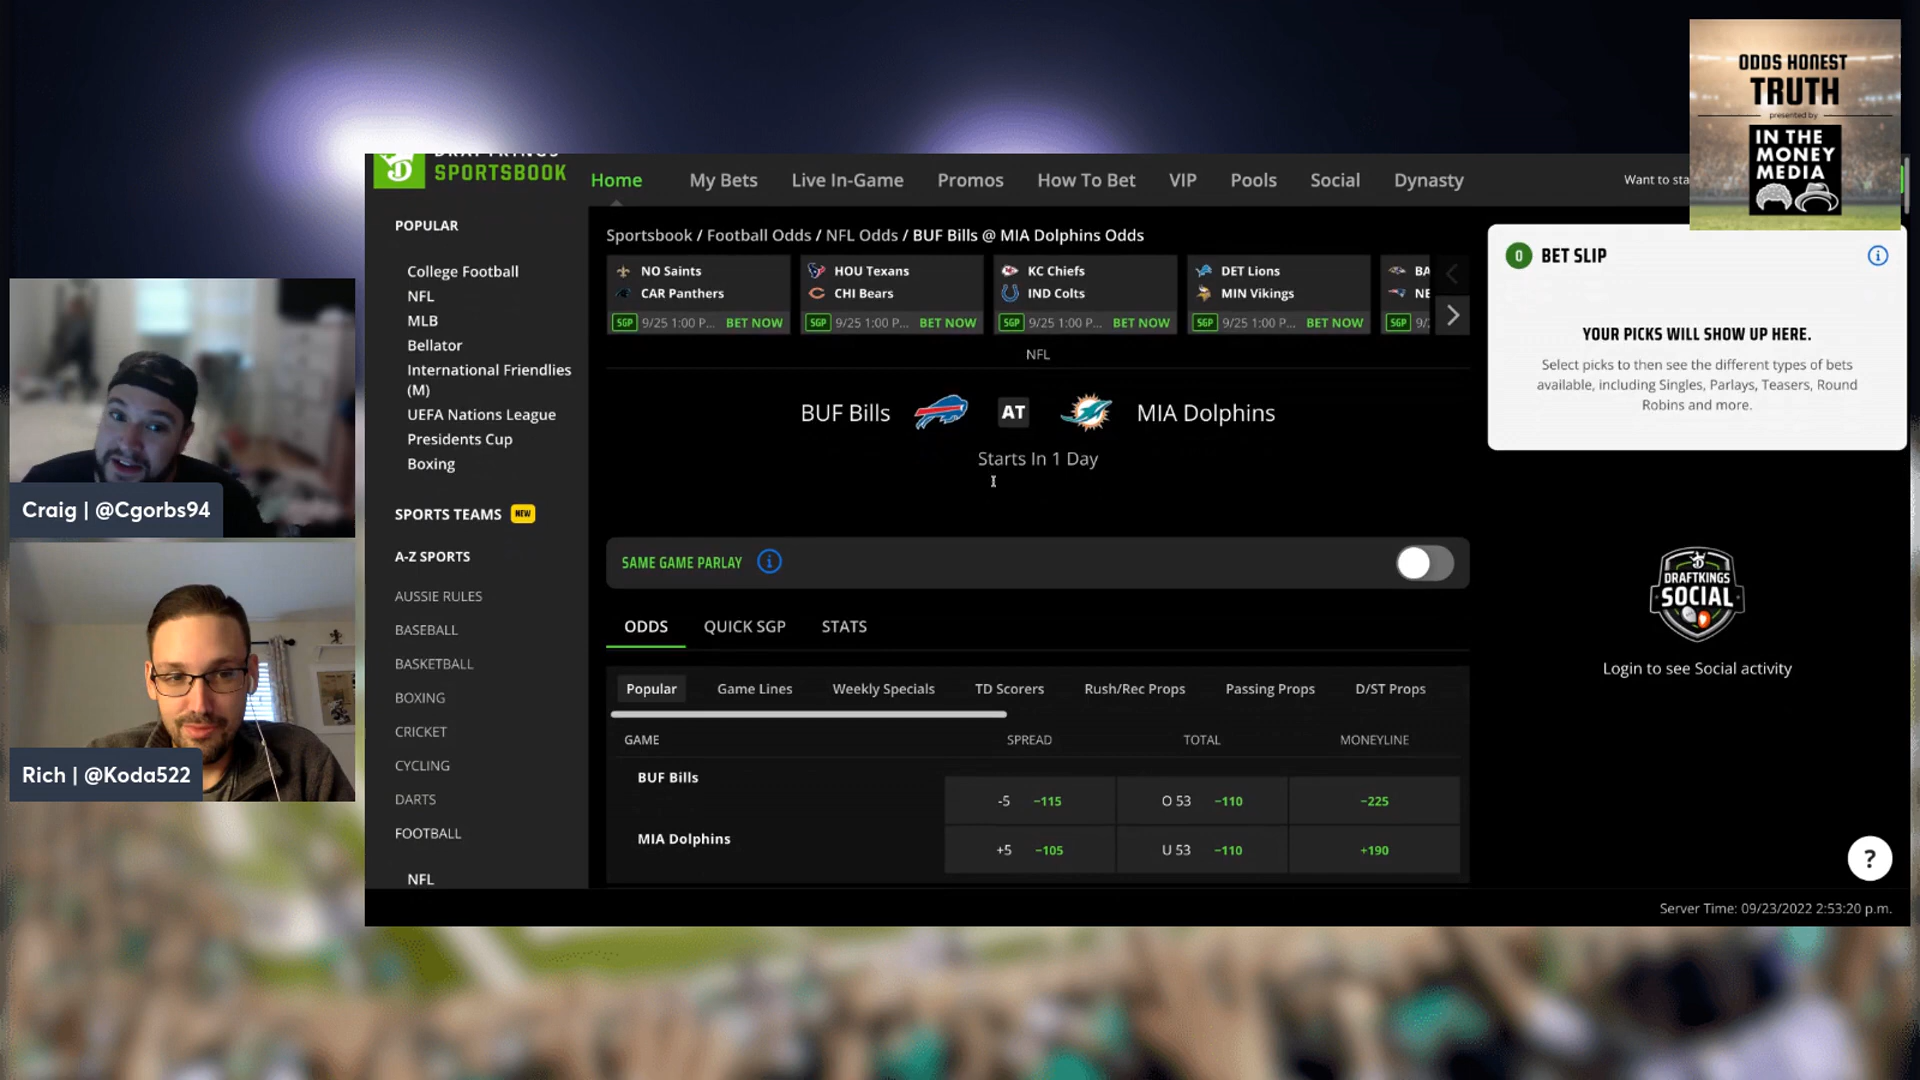 ODDS HONEST
TRUTH
presented by
IN THE
MONEY
MEDIA
DRAFTKINGS
SPORTSBOOK
Home
My Bets
Live In-Game
Promos
How To Bet
VIP
Pools
Social
Dynasty
Want to sta
POPULAR
College Football
NFL
MLB
Bellator
International Friendlies
(M)
UEFA Nations League
Presidents Cup
Boxing
SPORTS TEAMS NEW
A-Z SPORTS
AUSSIE RULES
BASEBALL
BASKETBALL
BOXING
CRICKET
CYCLING
DARTS
FOOTBALL
NFL
Sportsbook / Football Odds / NFL Odds / BUF Bills @ MIA Dolphins Odds
NO Saints
CAR Panthers
SGP 9/25 1:00 P... BET NOW
HOU Texans
CHI Bears
SGP 9/25 1:00 P... BET NOW
KC Chiefs
IND Colts
SGP 9/25 1:00 P... BET NOW
DET Lions
MIN Vikings
SGP 9/25 1:00 P... BET NOW
BA
NE
SGP 9/
NFL
BUF Bills AT MIA Dolphins
Starts In 1 Day
SAME GAME PARLAY
ODDS QUICK SGP STATS
Popular Game Lines Weekly Specials TD Scorers Rush/Rec Props Passing Props D/ST Props
GAME SPREAD TOTAL MONEYLINE
BUF Bills
-5 −115 O 53 −110 −225
MIA Dolphins
+5 −105 U 53 −110 +190
0 BET SLIP
YOUR PICKS WILL SHOW UP HERE.
Select picks to then see the different types of bets
available, including Singles, Parlays, Teasers, Round
Robins and more.
DRAFTKINGS
SOCIAL
Login to see Social activity
?
Server Time: 09/23/2022 2:53:20 p.m.
Craig | @Cgorbs94
Rich | @Koda522